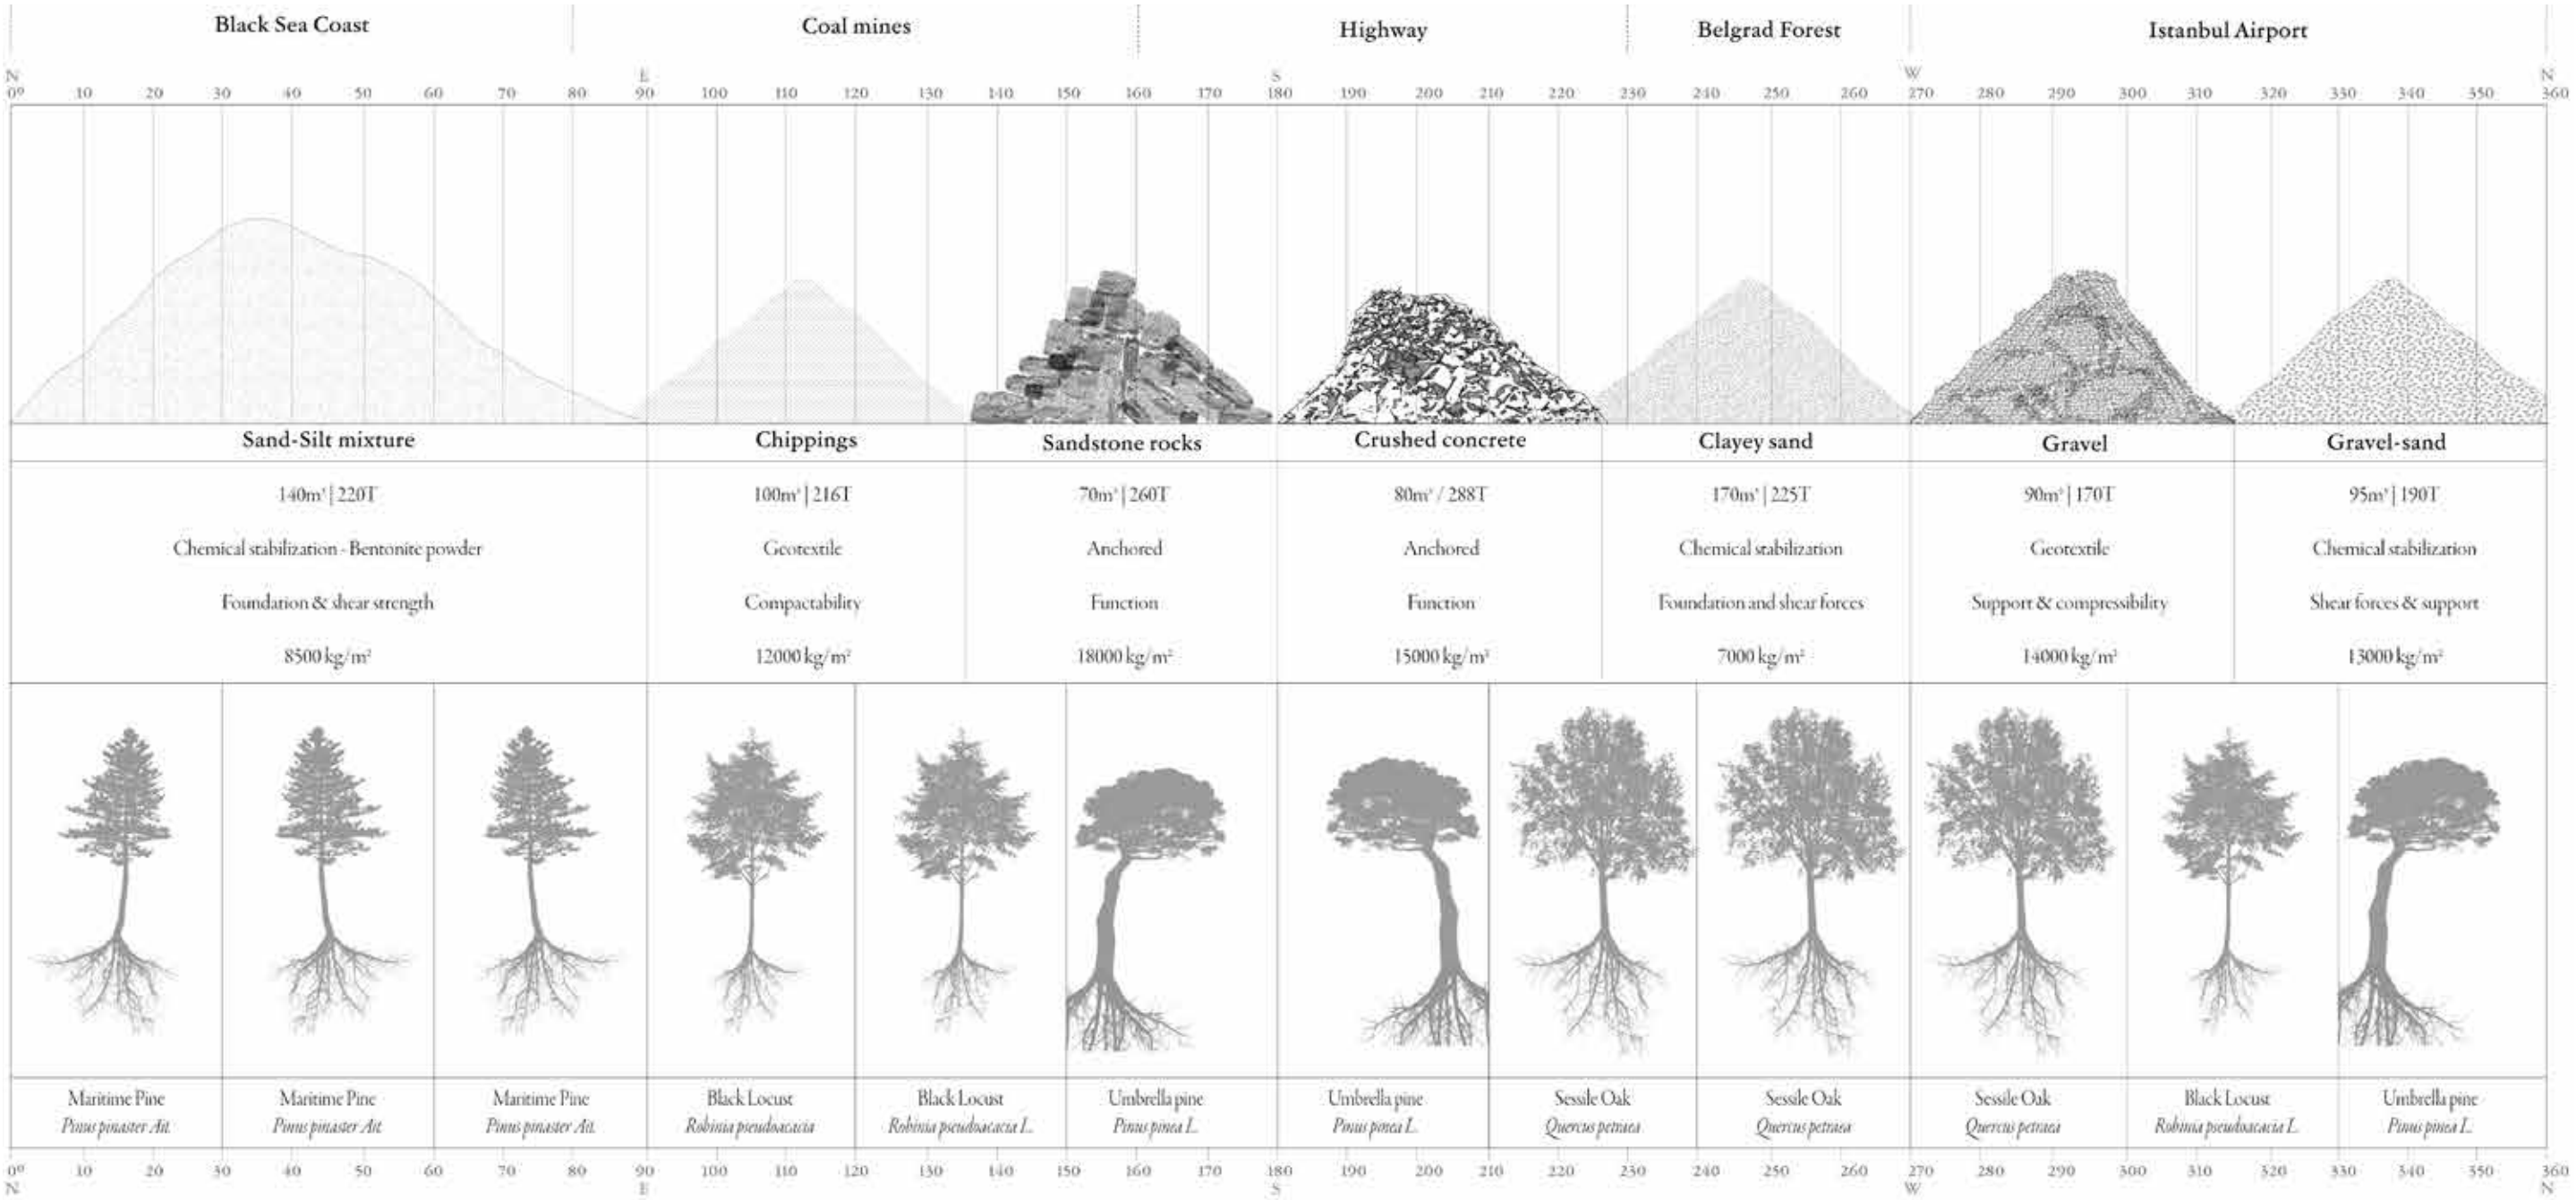 Black Sea Coast Coal mines Highway Belgrad Forest Istanbul Airport
N E S W N
0° 10 20 30 40 50 60 70 80 90 100 110 120 130 140 150 160 170 180 190 200 210 220 230 240 250 260 270 280 290 300 310 320 330 340 350 360
Sand-Silt mixture Chippings Sandstone rocks Crushed concrete Clayey sand Gravel Gravel-sand
140m³ | 220T 100m³ | 216T 70m³ | 260T 80m³ / 288T 170m³ | 225T 90m³ | 170T 95m³ | 190T
Chemical stabilization - Bentonite powder Geotextile Anchored Anchored Chemical stabilization Geotextile Chemical stabilization
Foundation & shear strength Compactability Function Function Foundation and shear forces Support & compressibility Shear forces & support
8500 kg/m² 12000 kg/m² 18000 kg/m² 15000 kg/m² 7000 kg/m² 14000 kg/m² 13000 kg/m²
Maritime Pine Maritime Pine Maritime Pine Black Locust Black Locust Umbrella pine Umbrella pine Sessile Oak Sessile Oak Sessile Oak Black Locust Umbrella pine
Pinus pinaster Ait. Pinus pinaster Ait. Pinus pinaster Ait. Robinia pseudoacacia Robinia pseudoacacia L. Pinus pinea L. Pinus pinea L. Quercus petraea Quercus petraea Quercus petraea Robinia pseudoacacia L. Pinus pinea L.
0° 10 20 30 40 50 60 70 80 90 100 110 120 130 140 150 160 170 180 190 200 210 220 230 240 250 260 270 280 290 300 310 320 330 340 350 360
N E S W N